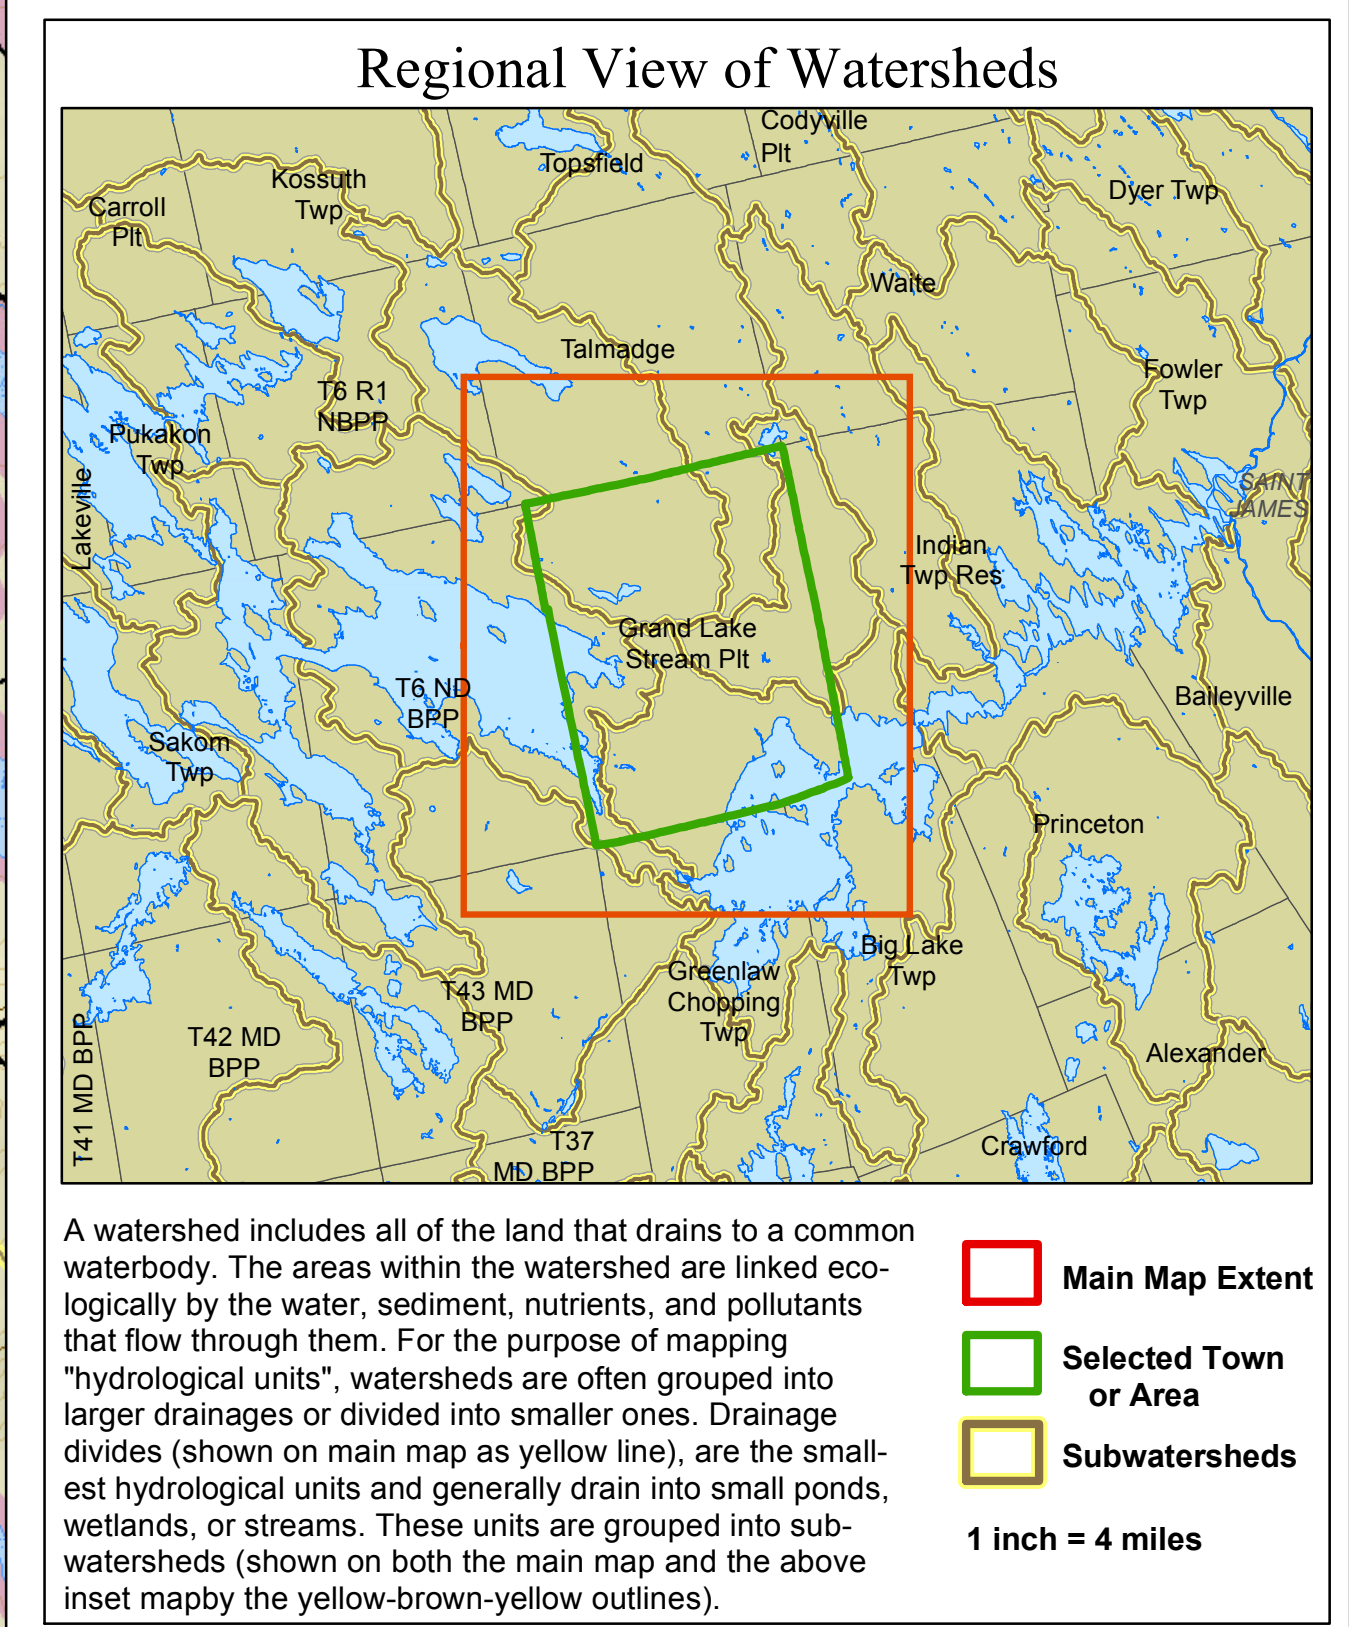 Regional View of Watersheds
Codyville
Plt
Topsfield
Kossuth
Twp
Dyer Twp
Carroll
Plt
Waite
Talmadge
Fowler
Twp
T6 R1
NBPP
Pukakon
Twp
Lakeville
SAINT
JAMES
Indian
Twp Res
Grand Lake
Stream Plt
T6 ND
BPP
Baileyville
Sakom
Twp
Princeton
Big Lake
Twp
Greenlaw
Chopping
Twp
T43 MD
BPP
T42 MD
BPP
T41 MD BPP
Alexander
T37
MD BPP
Crawford
A watershed includes all of the land that drains to a common
waterbody. The areas within the watershed are linked eco-
logically by the water, sediment, nutrients, and pollutants
that flow through them. For the purpose of mapping
"hydrological units", watersheds are often grouped into
larger drainages or divided into smaller ones. Drainage
divides (shown on main map as yellow line), are the small-
est hydrological units and generally drain into small ponds,
wetlands, or streams. These units are grouped into sub-
watersheds (shown on both the main map and the above
inset mapby the yellow-brown-yellow outlines).
Main Map Extent
Selected Town
or Area
Subwatersheds
1 inch = 4 miles